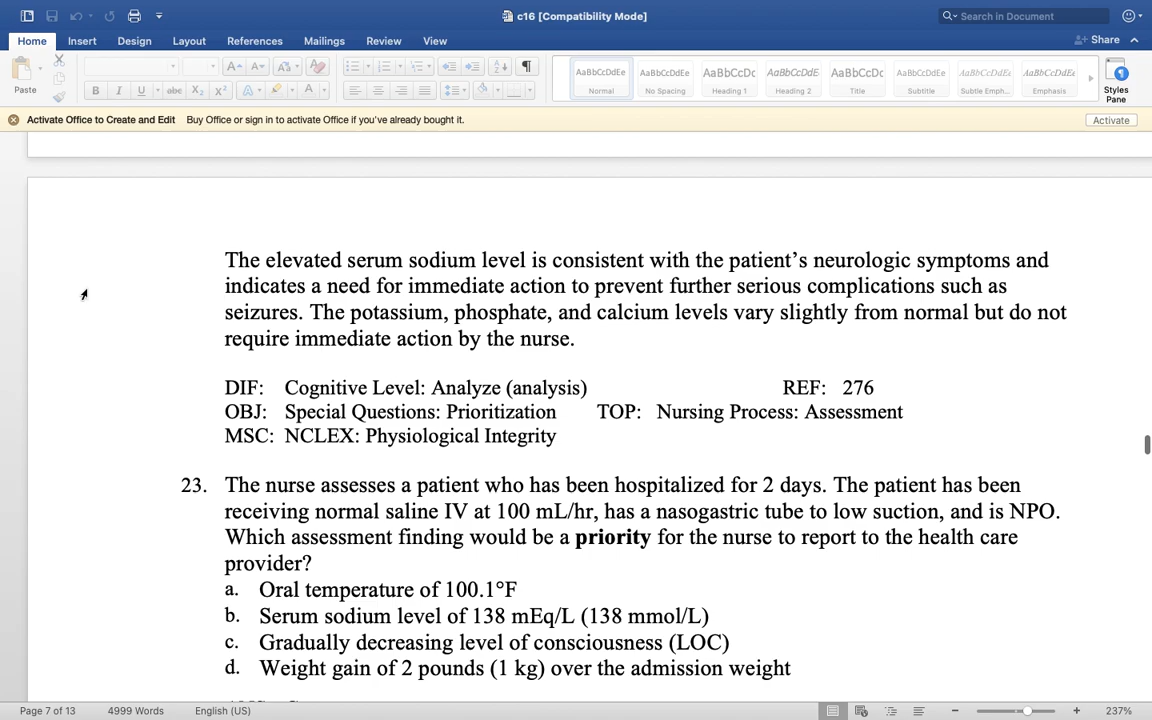 c16 [Compatibility Mode]
Search in Document
Home Insert Design Layout References Mailings Review View
Share
Paste
AaBbCcDdEe AaBbCcDdEe AaBbCcDc AaBbCcDdE AaBbCcDc AaBbCcDdEe AaBbCcDdEe AaBbCcDdEe
Normal No Spacing Heading 1 Heading 2 Title Subtitle Subtle Emph... Emphasis
Styles Pane
Activate Office to Create and Edit Buy Office or sign in to activate Office if you've already bought it. Activate
The elevated serum sodium level is consistent with the patient’s neurologic symptoms and
indicates a need for immediate action to prevent further serious complications such as
seizures. The potassium, phosphate, and calcium levels vary slightly from normal but do not
require immediate action by the nurse.
DIF: Cognitive Level: Analyze (analysis) REF: 276
OBJ: Special Questions: Prioritization TOP: Nursing Process: Assessment
MSC: NCLEX: Physiological Integrity
23. The nurse assesses a patient who has been hospitalized for 2 days. The patient has been
receiving normal saline IV at 100 mL/hr, has a nasogastric tube to low suction, and is NPO.
Which assessment finding would be a priority for the nurse to report to the health care
provider?
a. Oral temperature of 100.1°F
b. Serum sodium level of 138 mEq/L (138 mmol/L)
c. Gradually decreasing level of consciousness (LOC)
d. Weight gain of 2 pounds (1 kg) over the admission weight
Page 7 of 13 4999 Words English (US) 237%